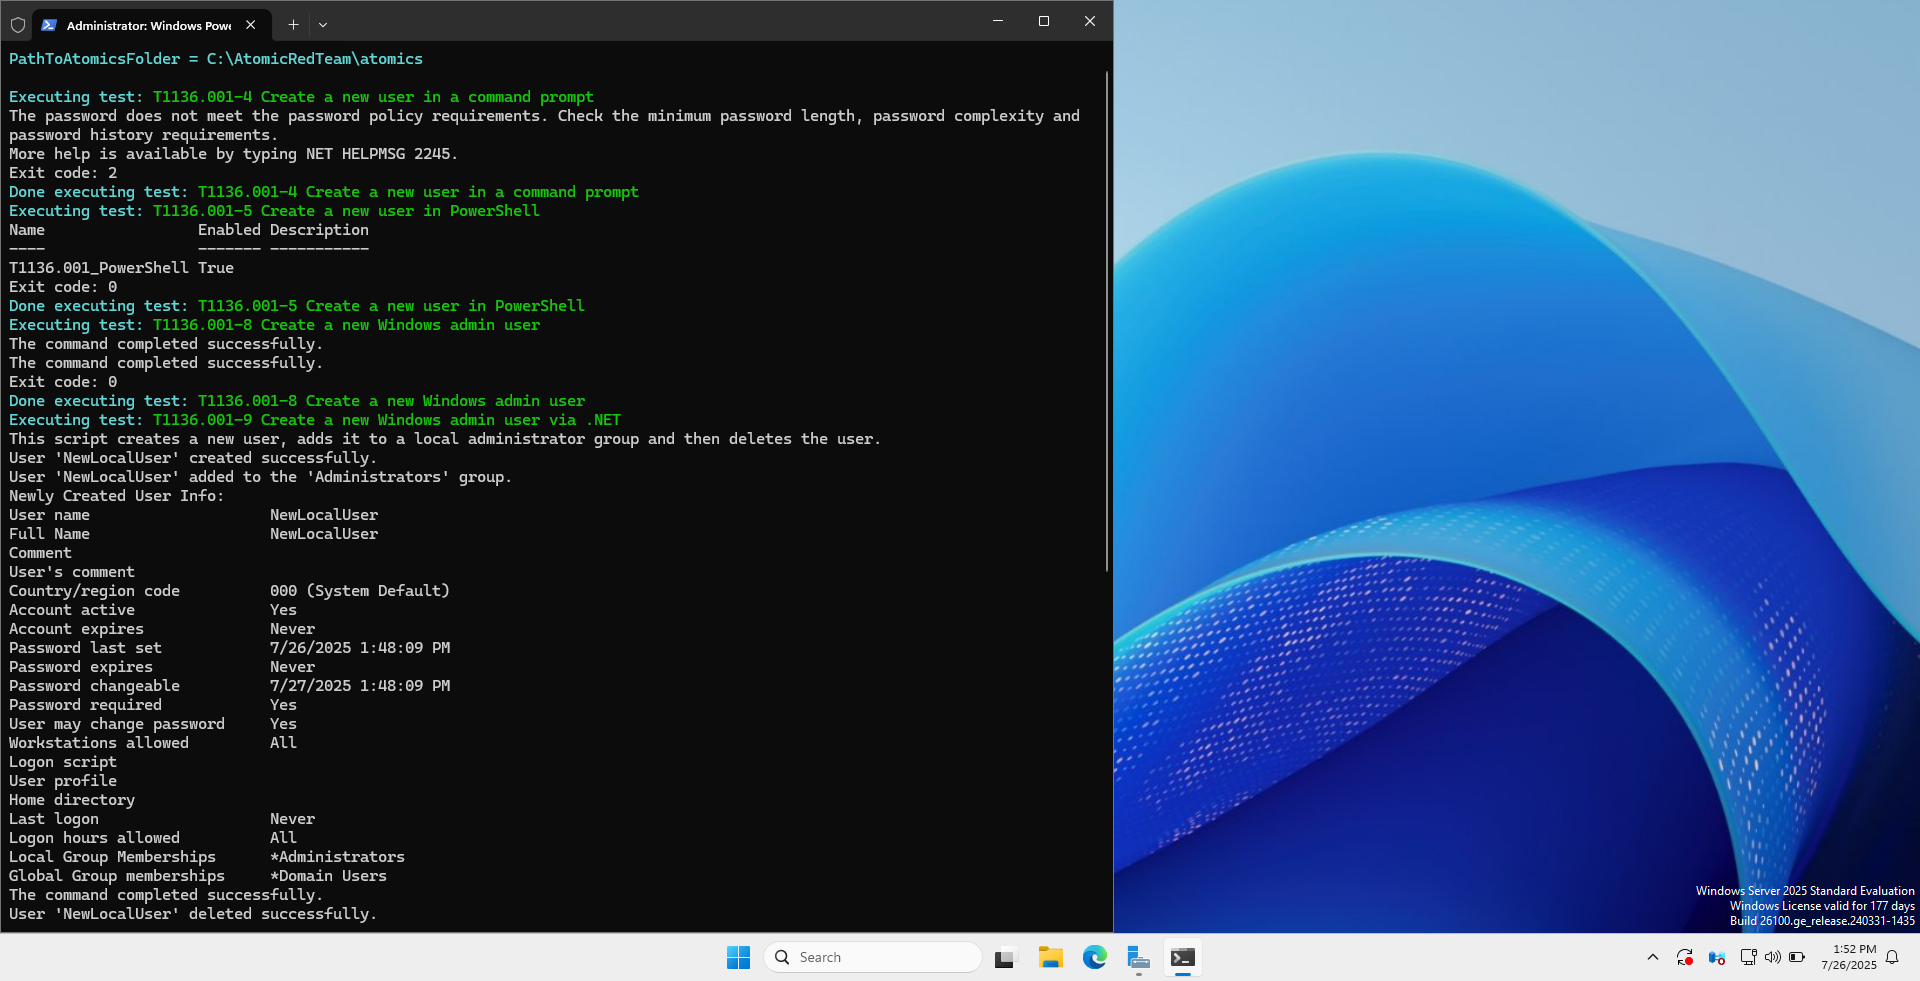 Administrator: Windows Powe
PathToAtomicsFolder = C:\AtomicRedTeam\atomics
Executing test: T1136.001-4 Create a new user in a command prompt
The password does not meet the password policy requirements. Check the minimum password length, password complexity and
password history requirements.
More help is available by typing NET HELPMSG 2245.
Exit code: 2
Done executing test: T1136.001-4 Create a new user in a command prompt
Executing test: T1136.001-5 Create a new user in PowerShell
Name Enabled Description
---- ------- -----------
T1136.001_PowerShell True
Exit code: 0
Done executing test: T1136.001-5 Create a new user in PowerShell
Executing test: T1136.001-8 Create a new Windows admin user
The command completed successfully.
The command completed successfully.
Exit code: 0
Done executing test: T1136.001-8 Create a new Windows admin user
Executing test: T1136.001-9 Create a new Windows admin user via .NET
This script creates a new user, adds it to a local administrator group and then deletes the user.
User 'NewLocalUser' created successfully.
User 'NewLocalUser' added to the 'Administrators' group.
Newly Created User Info:
User name NewLocalUser
Full Name NewLocalUser
Comment
User's comment
Country/region code 000 (System Default)
Account active Yes
Account expires Never
Password last set 7/26/2025 1:48:09 PM
Password expires Never
Password changeable 7/27/2025 1:48:09 PM
Password required Yes
User may change password Yes
Workstations allowed All
Logon script
User profile
Home directory
Last logon Never
Logon hours allowed All
Local Group Memberships *Administrators
Global Group memberships *Domain Users
The command completed successfully.
User 'NewLocalUser' deleted successfully.
Windows Server 2025 Standard Evaluation
Windows License valid for 177 days
Build 26100.ge_release.240331-1435
Search
1:52 PM
7/26/2025